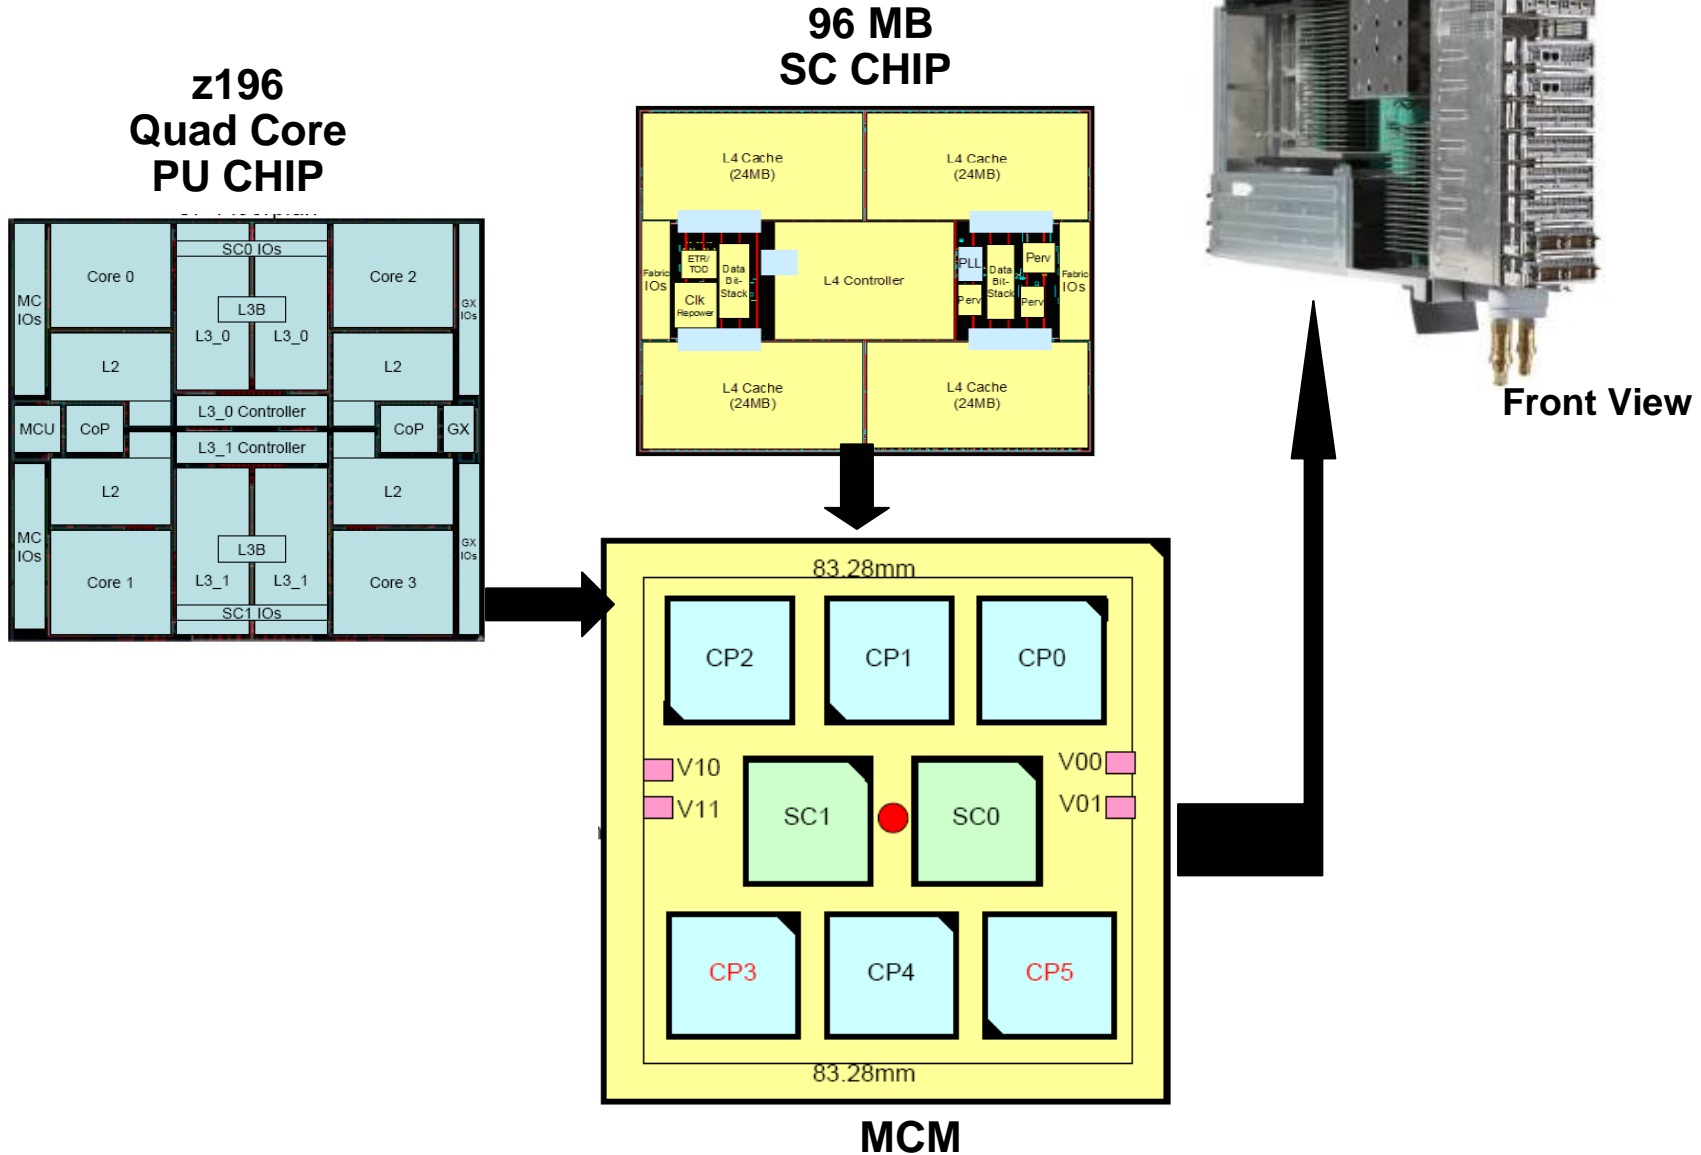 96 MB
SC CHIP
z196
Quad Core
PU CHIP
L4 Cache
(24MB)
L4 Cache
(24MB)
Fabric
IOs
ETR/
TOD
Clk
Repower
Data
Bit-
Stack
L4 Controller
PLL
Perv
Data
Bit-
Stack
Perv
Perv
Fabric
IOs
L4 Cache
(24MB)
L4 Cache
(24MB)
MC
IOs
Core 0
SC0 IOs
L3B
L3_0
L3_0
Core 2
GX
IOs
L2
L2
MCU
CoP
L3_0 Controller
L3_1 Controller
CoP
GX
L2
L2
MC
IOs
Core 1
L3B
L3_1
L3_1
SC1 IOs
Core 3
GX
IOs
Front View
83.28mm
CP2
CP1
CP0
V10
V11
SC1
SC0
V00
V01
CP3
CP4
CP5
83.28mm
MCM